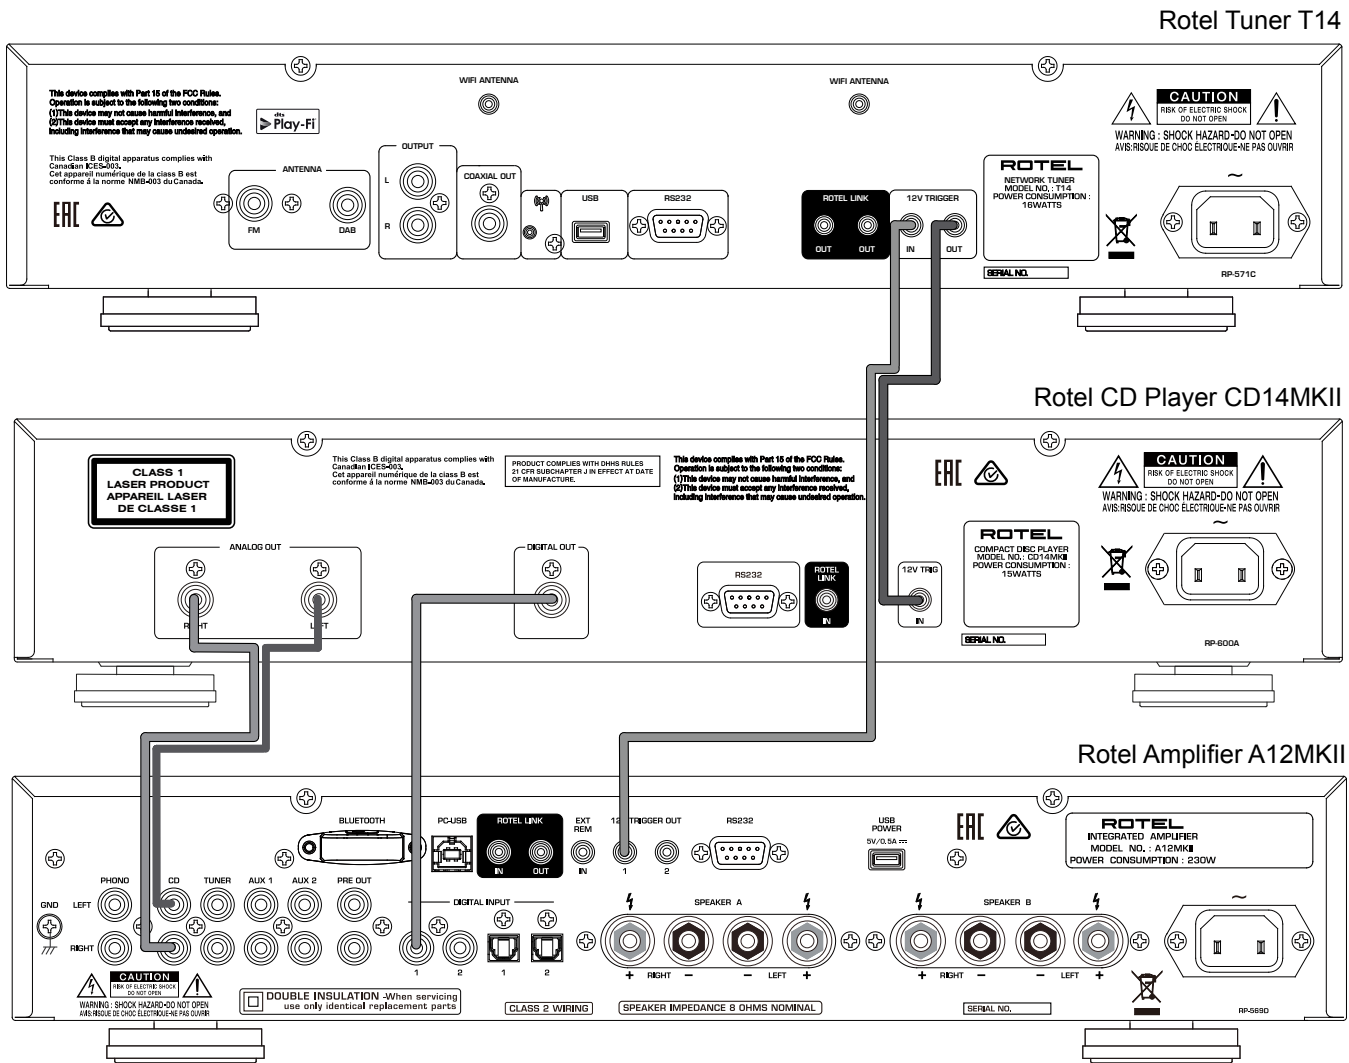 Rotel Tuner T14
WIFI ANTENNA
WIFI ANTENNA
This device complies with Part 15 of the FCC Rules.
Operation is subject to the following two conditions:
(1)This device may not cause harmful interference, and
(2)This device must accept any interference received,
including interference that may cause undesired operation.
dts
Play-Fi
CAUTION
RISK OF ELECTRIC SHOCK
DO NOT OPEN
WARNING : SHOCK HAZARD-DO NOT OPEN
AVIS:RISQUE DE CHOC ÉLECTRIQUE-NE PAS OUVRIR
This Class B digital apparatus complies with
Canadian ICES-003.
Cet appareil numérique de la class B est
conforme á la norme NMB-003 du Canada.
EAC
ANTENNA
FM
DAB
OUTPUT
L
R
COAXIAL OUT
USB
RS232
ROTEL LINK
OUT
OUT
12V TRIGGER
IN
OUT
ROTEL
NETWORK TUNER
MODEL NO. : T14
POWER CONSUMPTION :
16WATTS
SERIAL NO.
~
RP-571C
Rotel CD Player CD14MKII
CLASS 1
LASER PRODUCT
APPAREIL LASER
DE CLASSE 1
This Class B digital apparatus complies with
Canadian ICES-003.
Cet appareil numérique de la class B est
conforme á la norme NMB-003 du Canada.
PRODUCT COMPLIES WITH DHHS RULES
21 CFR SUBCHAPTER J IN EFFECT AT DATE
OF MANUFACTURE.
This device complies with Part 15 of the FCC Rules.
Operation is subject to the following two conditions:
(1)This device may not cause harmful interference, and
(2)This device must accept any interference received,
including interference that may cause undesired operation.
EAC
CAUTION
RISK OF ELECTRIC SHOCK
DO NOT OPEN
WARNING : SHOCK HAZARD-DO NOT OPEN
AVIS:RISQUE DE CHOC ÉLECTRIQUE-NE PAS OUVRIR
ANALOG OUT
RIGHT
LEFT
DIGITAL OUT
RS232
ROTEL
LINK
IN
12V TRIG
IN
ROTEL
COMPACT DISC PLAYER
MODEL NO. : CD14MKII
POWER CONSUMPTION :
15WATTS
SERIAL NO.
~
RP-600A
Rotel Amplifier A12MKII
BLUETOOTH
PC-USB
ROTEL LINK
IN
OUT
EXT
REM
IN
12V TRIGGER OUT
1
2
RS232
USB
POWER
5V/0.5A
EAC
ROTEL
INTEGRATED AMPLIFIER
MODEL NO. : A12MKII
POWER CONSUMPTION : 230W
PHONO
CD
TUNER
AUX 1
AUX 2
PRE OUT
GND
LEFT
RIGHT
DIGITAL INPUT
1
2
1
2
SPEAKER A
+ RIGHT - - LEFT +
SPEAKER B
+ RIGHT - - LEFT +
~
CAUTION
RISK OF ELECTRIC SHOCK
DO NOT OPEN
WARNING : SHOCK HAZARD-DO NOT OPEN
AVIS:RISQUE DE CHOC ÉLECTRIQUE-NE PAS OUVRIR
DOUBLE INSULATION -When servicing
use only identical replacement parts
CLASS 2 WIRING
SPEAKER IMPEDANCE 8 OHMS NOMINAL
SERIAL NO.
RP-569D